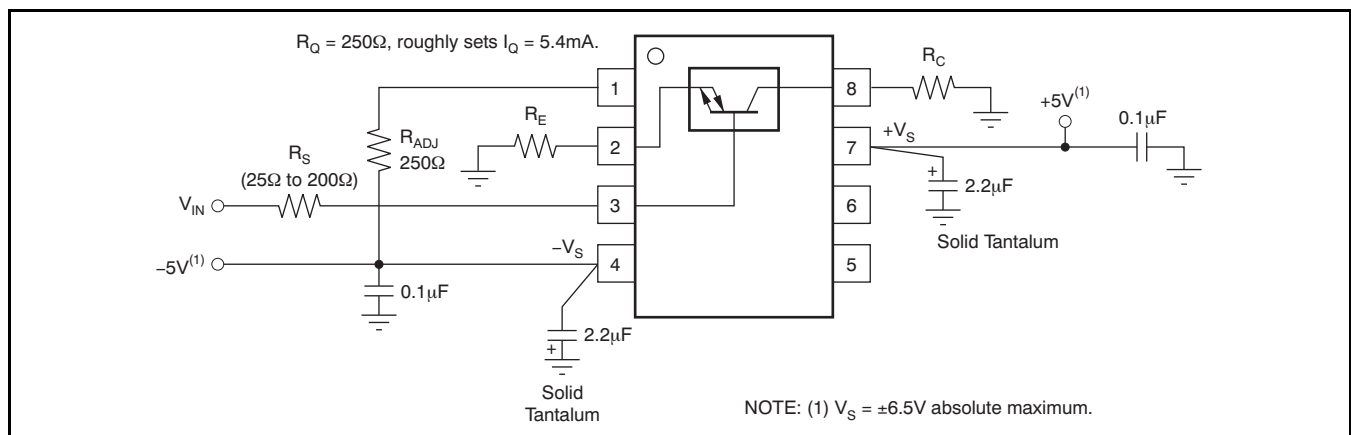 R_Q = 250Ω, roughly sets I_Q = 5.4mA.
1
2
3
4
8
7
6
5
R_C
+5V(1)
0.1µF
+V_S
+
2.2µF
Solid Tantalum
R_E
R_ADJ
250Ω
R_S
(25Ω to 200Ω)
V_IN
–V_S
–5V(1)
0.1µF
2.2µF
+
Solid
Tantalum
NOTE: (1) V_S = ±6.5V absolute maximum.